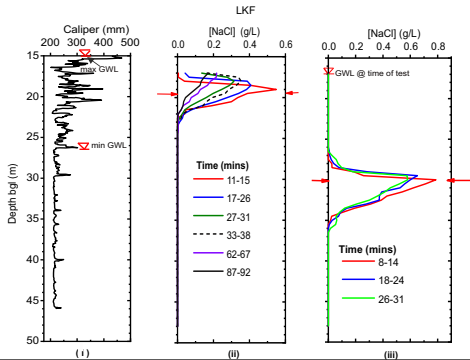 LKF
Caliper (mm)
200 300 400 500
[NaCl] (g/L)
0.0 0.2 0.4 0.6
[NaCl] (g/L)
0.0 0.2 0.4 0.6 0.8
Depth bgl (m)
15
20
25
30
35
40
45
50
max GWL
min GWL
(i)
Time (mins)
11-15
17-26
27-31
33-38
62-67
87-92
(ii)
GWL @ time of test
Time (mins)
8-14
18-24
26-31
(iii)